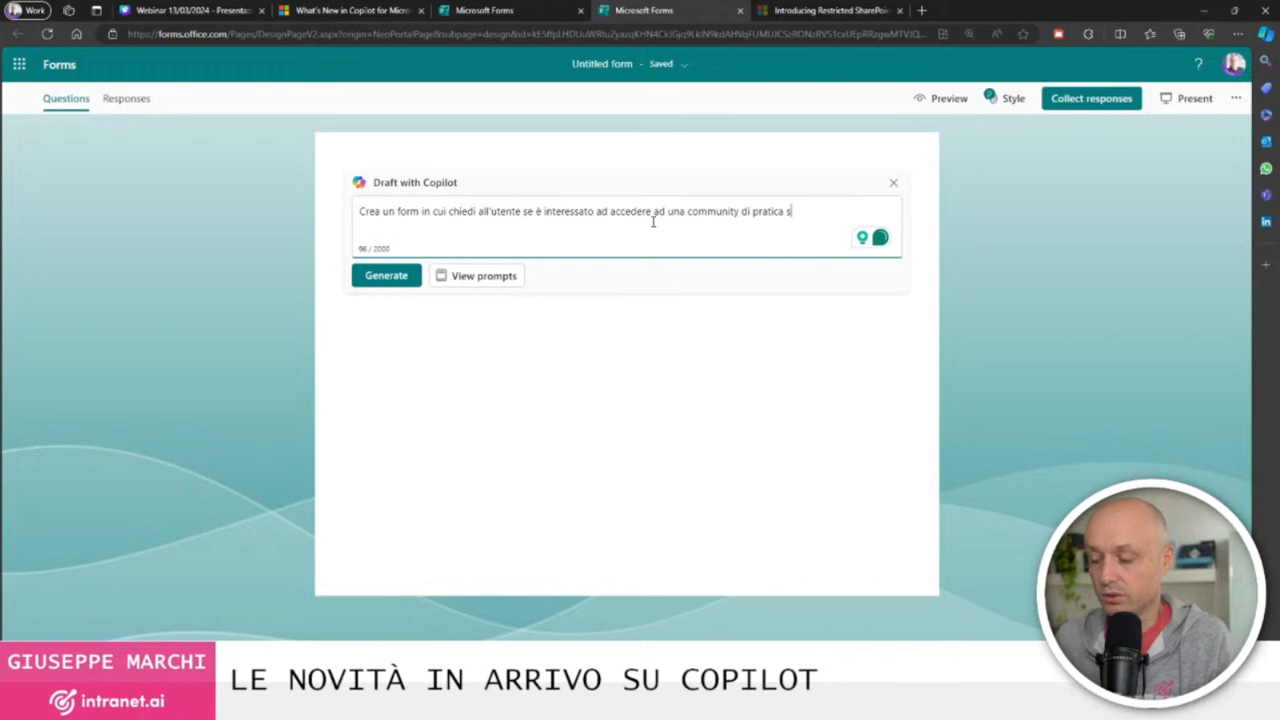 Work
Webinar 13/03/2024 - Presenta
What's New in Copilot for Micro
Microsoft Forms
Microsoft Forms
Introducing Restricted SharePoin
Forms
Untitled form - Saved
?
Questions
Responses
Preview
Style
Collect responses
Present
Draft with Copilot
Crea un form in cui chiedi all'utente se è interessato ad accedere ad una community di pratica s
96 / 2000
Generate
View prompts
GIUSEPPE MARCHI
LE NOVITÀ IN ARRIVO SU COPILOT
intranet.ai